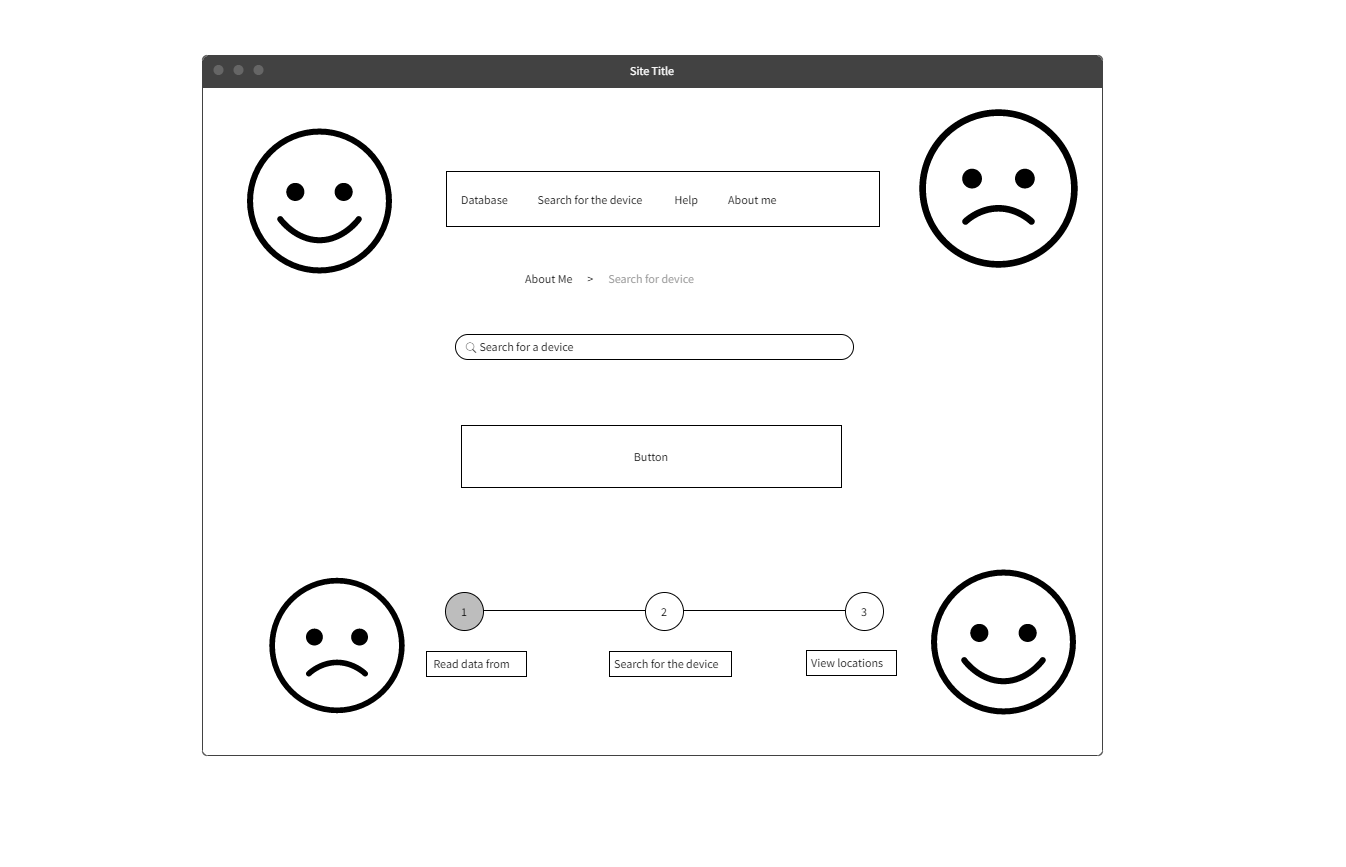 Site Title
Database Search for the device Help About me
About Me > Search for device
Search for a device
Button
1 2 3
Read data from Search for the device View locations